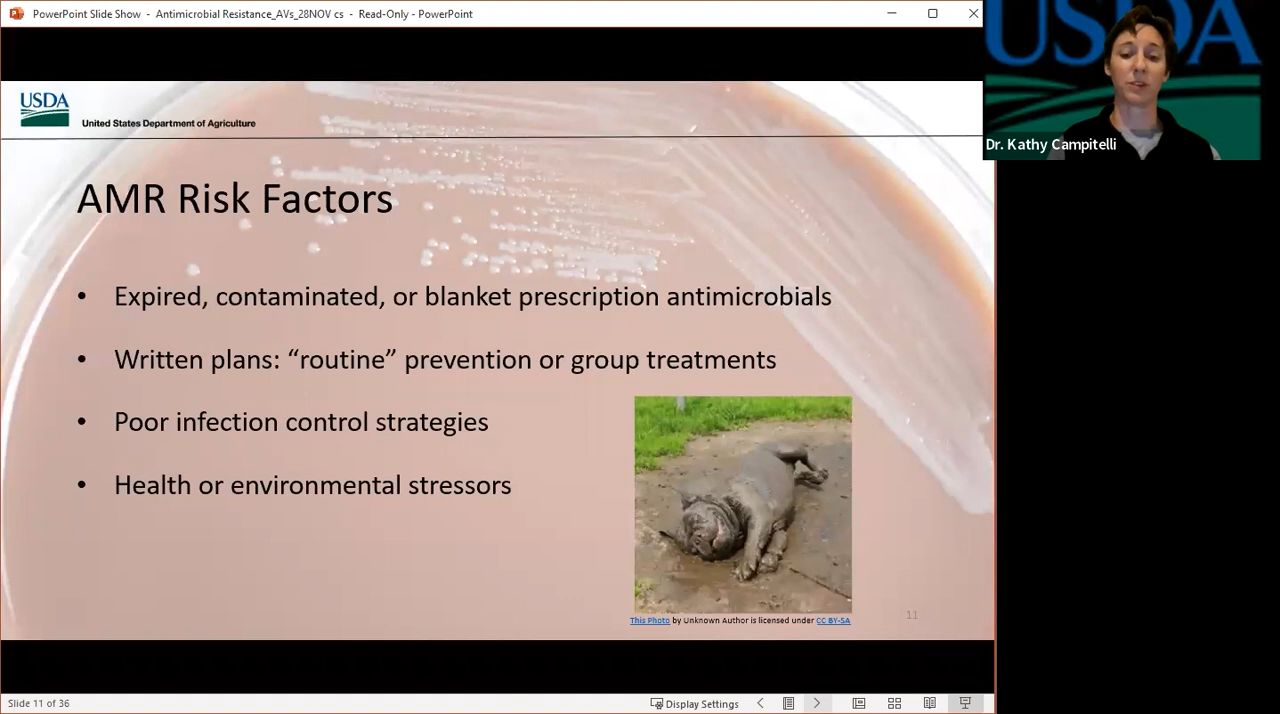 PowerPoint Slide Show - Antimicrobial Resistance_AVs_28NOV cs - Read-Only - PowerPoint
USDA
Dr. Kathy Campitelli
USDA
United States Department of Agriculture
AMR Risk Factors
• Expired, contaminated, or blanket prescription antimicrobials
• Written plans: “routine” prevention or group treatments
• Poor infection control strategies
• Health or environmental stressors
This Photo by Unknown Author is licensed under CC BY-SA
11
Slide 11 of 36
Display Settings